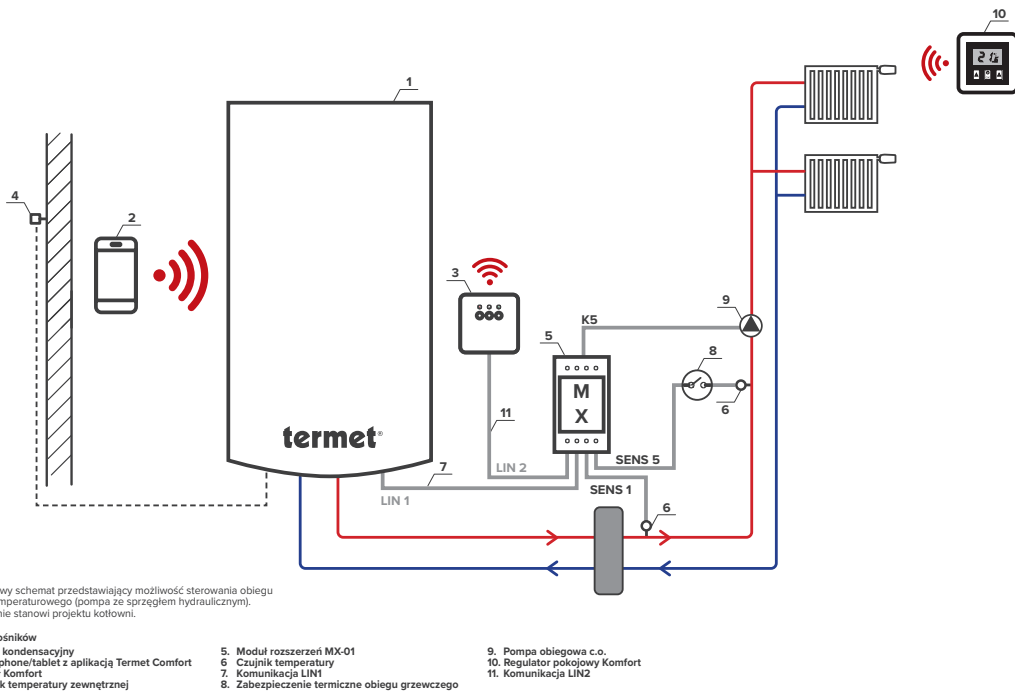 10
21
1
4
2
3
9
K5
5
8
M
X
6
11
termet®
7
LIN 2
SENS 5
LIN 1
SENS 1
6
wy schemat przedstawiający możliwość sterowania obiegu
mperaturowego (pompa ze sprzęgłem hydraulicznym).
nie stanowi projektu kotłowni.
ośników
kondensacyjny
phone/tablet z aplikacją Termet Comfort
Komfort
k temperatury zewnętrznej
5. Moduł rozszerzeń MX-01
6 Czujnik temperatury
7. Komunikacja LIN1
8. Zabezpieczenie termiczne obiegu grzewczego
9. Pompa obiegowa c.o.
10. Regulator pokojowy Komfort
11. Komunikacja LIN2